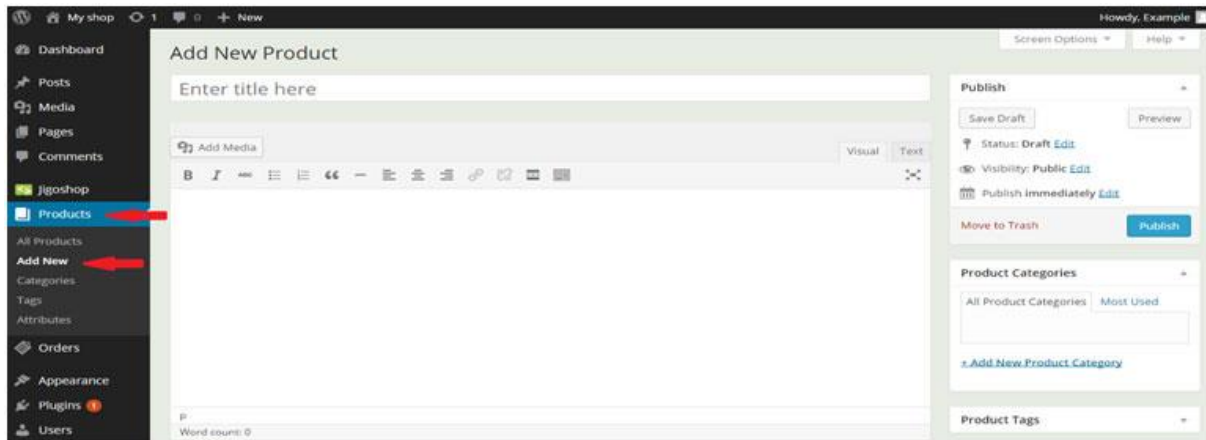 My shop 1 0 + New Howdy, Example
Dashboard
Posts
Media
Pages
Comments
Jigoshop
Products
All Products
Add New
Categories
Tags
Attributes
Orders
Appearance
Plugins 1
Users
Screen Options Help
Add New Product
Enter title here
Add Media
Visual Text
B I ABC
P
Word count: 0
Publish
Save Draft Preview
Status: Draft Edit
Visibility: Public Edit
Publish immediately Edit
Move to Trash Publish
Product Categories
All Product Categories Most Used
+ Add New Product Category
Product Tags